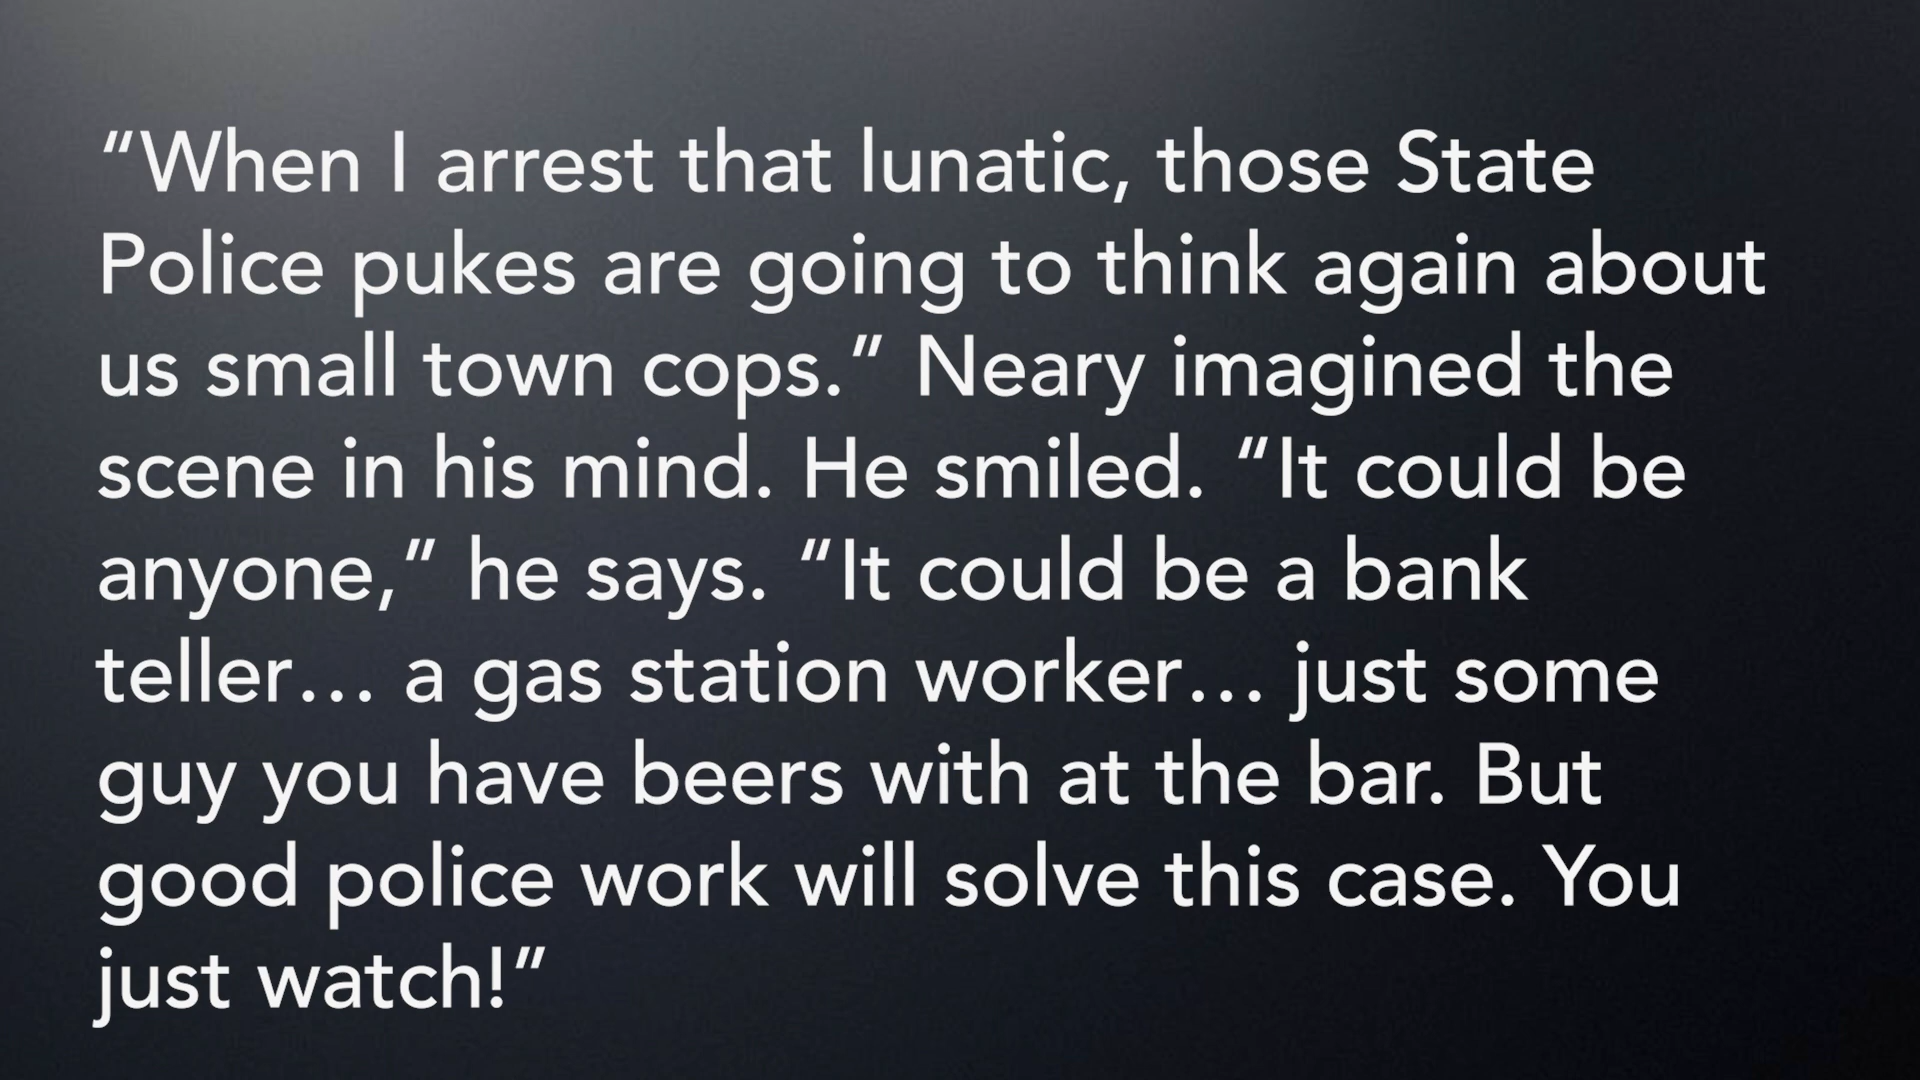 “When I arrest that lunatic, those State
Police pukes are going to think again about
us small town cops.” Neary imagined the
scene in his mind. He smiled. “It could be
anyone,” he says. “It could be a bank
teller… a gas station worker… just some
guy you have beers with at the bar. But
good police work will solve this case. You
just watch!”